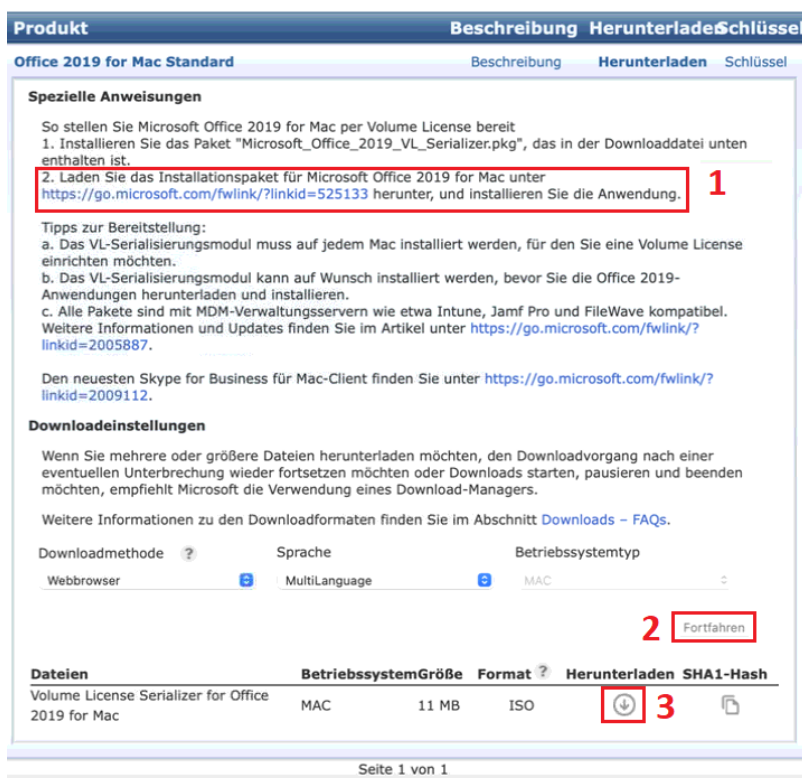 Produkt Beschreibung Herunterladen Schlüssel
Office 2019 for Mac Standard Beschreibung Herunterladen Schlüssel
Spezielle Anweisungen
So stellen Sie Microsoft Office 2019 for Mac per Volume License bereit
1. Installieren Sie das Paket "Microsoft_Office_2019_VL_Serializer.pkg", das in der Downloaddatei unten
enthalten ist.
2. Laden Sie das Installationspaket für Microsoft Office 2019 for Mac unter
https://go.microsoft.com/fwlink/?linkid=525133 herunter, und installieren Sie die Anwendung.
1
Tipps zur Bereitstellung:
a. Das VL-Serialisierungsmodul muss auf jedem Mac installiert werden, für den Sie eine Volume License
einrichten möchten.
b. Das VL-Serialisierungsmodul kann auf Wunsch installiert werden, bevor Sie die Office 2019-
Anwendungen herunterladen und installieren.
c. Alle Pakete sind mit MDM-Verwaltungsservern wie etwa Intune, Jamf Pro und FileWave kompatibel.
Weitere Informationen und Updates finden Sie im Artikel unter https://go.microsoft.com/fwlink/?
linkid=2005887.
Den neuesten Skype for Business für Mac-Client finden Sie unter https://go.microsoft.com/fwlink/?
linkid=2009112.
Downloadeinstellungen
Wenn Sie mehrere oder größere Dateien herunterladen möchten, den Downloadvorgang nach einer
eventuellen Unterbrechung wieder fortsetzen möchten oder Downloads starten, pausieren und beenden
möchten, empfiehlt Microsoft die Verwendung eines Download-Managers.
Weitere Informationen zu den Downloadformaten finden Sie im Abschnitt Downloads – FAQs.
Downloadmethode ? Sprache Betriebssystemtyp
Webbrowser MultiLanguage MAC
2 Fortfahren
Dateien Betriebssystem Größe Format ? Herunterladen SHA1-Hash
Volume License Serializer for Office
2019 for Mac MAC 11 MB ISO 3
Seite 1 von 1